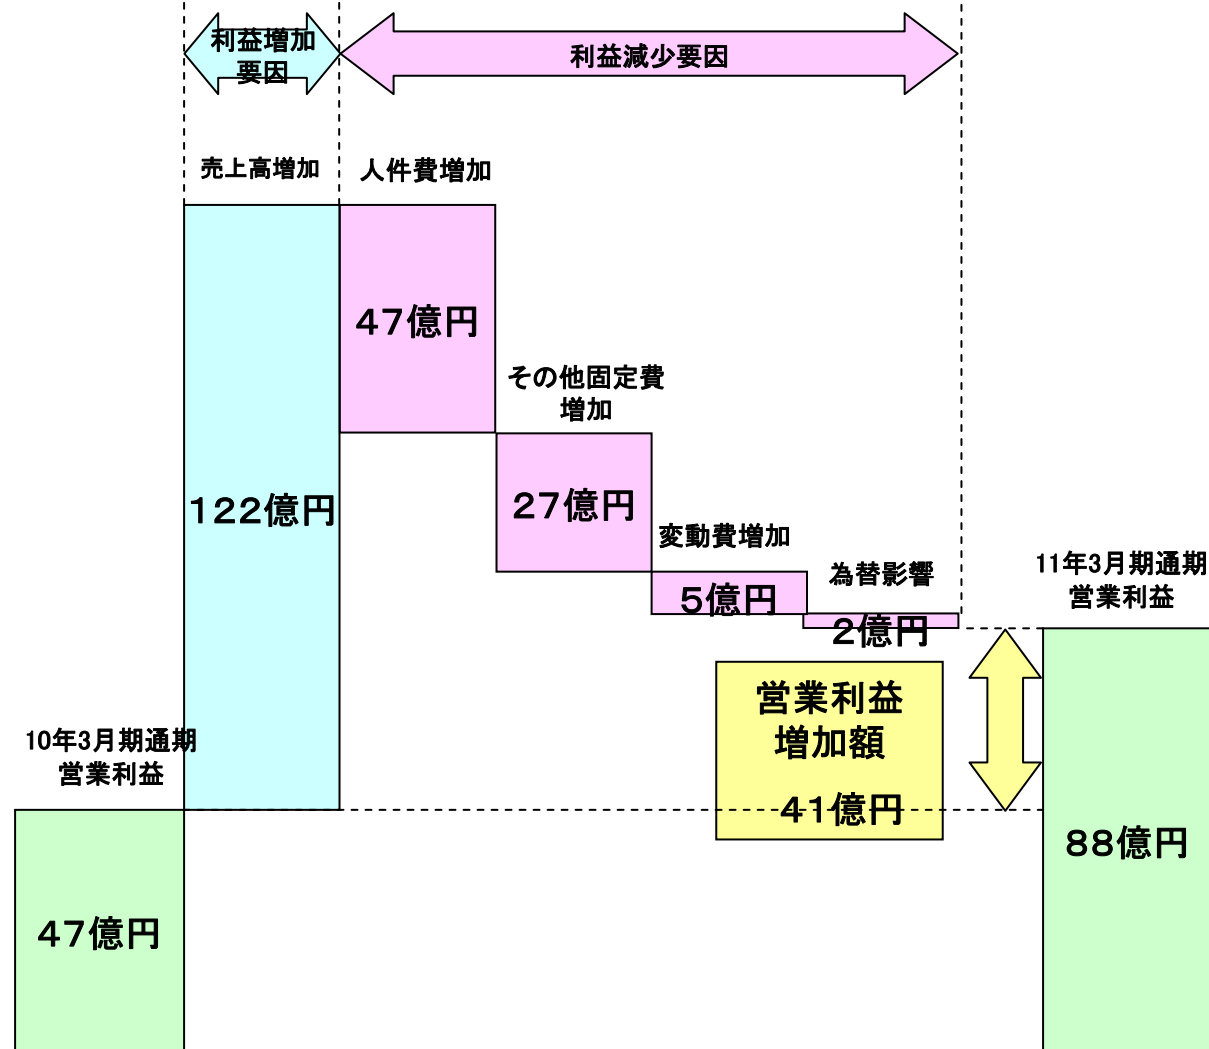 利益増加
要因
利益減少要因
売上高増加
人件費増加
47億円
その他固定費
増加
122億円
27億円
変動費増加
5億円
為替影響
2億円
11年3月期通期
営業利益
営業利益
増加額
41億円
10年3月期通期
営業利益
88億円
47億円